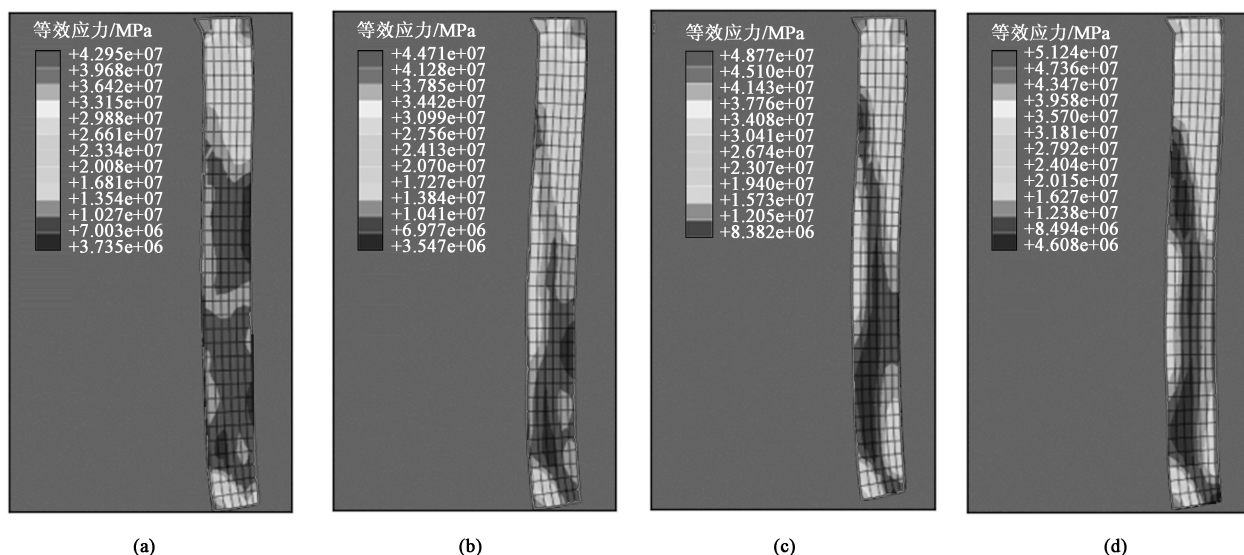 等效应力/MPa
+4.295e+07
+3.968e+07
+3.642e+07
+3.315e+07
+2.988e+07
+2.661e+07
+2.334e+07
+2.008e+07
+1.681e+07
+1.354e+07
+1.027e+07
+7.003e+06
+3.735e+06
(a)
等效应力/MPa
+4.471e+07
+4.128e+07
+3.785e+07
+3.442e+07
+3.099e+07
+2.756e+07
+2.413e+07
+2.070e+07
+1.727e+07
+1.384e+07
+1.041e+07
+6.977e+06
+3.547e+06
(b)
等效应力/MPa
+4.877e+07
+4.510e+07
+4.143e+07
+3.776e+07
+3.408e+07
+3.041e+07
+2.674e+07
+2.307e+07
+1.940e+07
+1.573e+07
+1.205e+07
+8.382e+06
(c)
等效应力/MPa
+5.124e+07
+4.736e+07
+4.347e+07
+3.958e+07
+3.570e+07
+3.181e+07
+2.792e+07
+2.404e+07
+2.015e+07
+1.627e+07
+1.238e+07
+8.494e+06
+4.608e+06
(d)